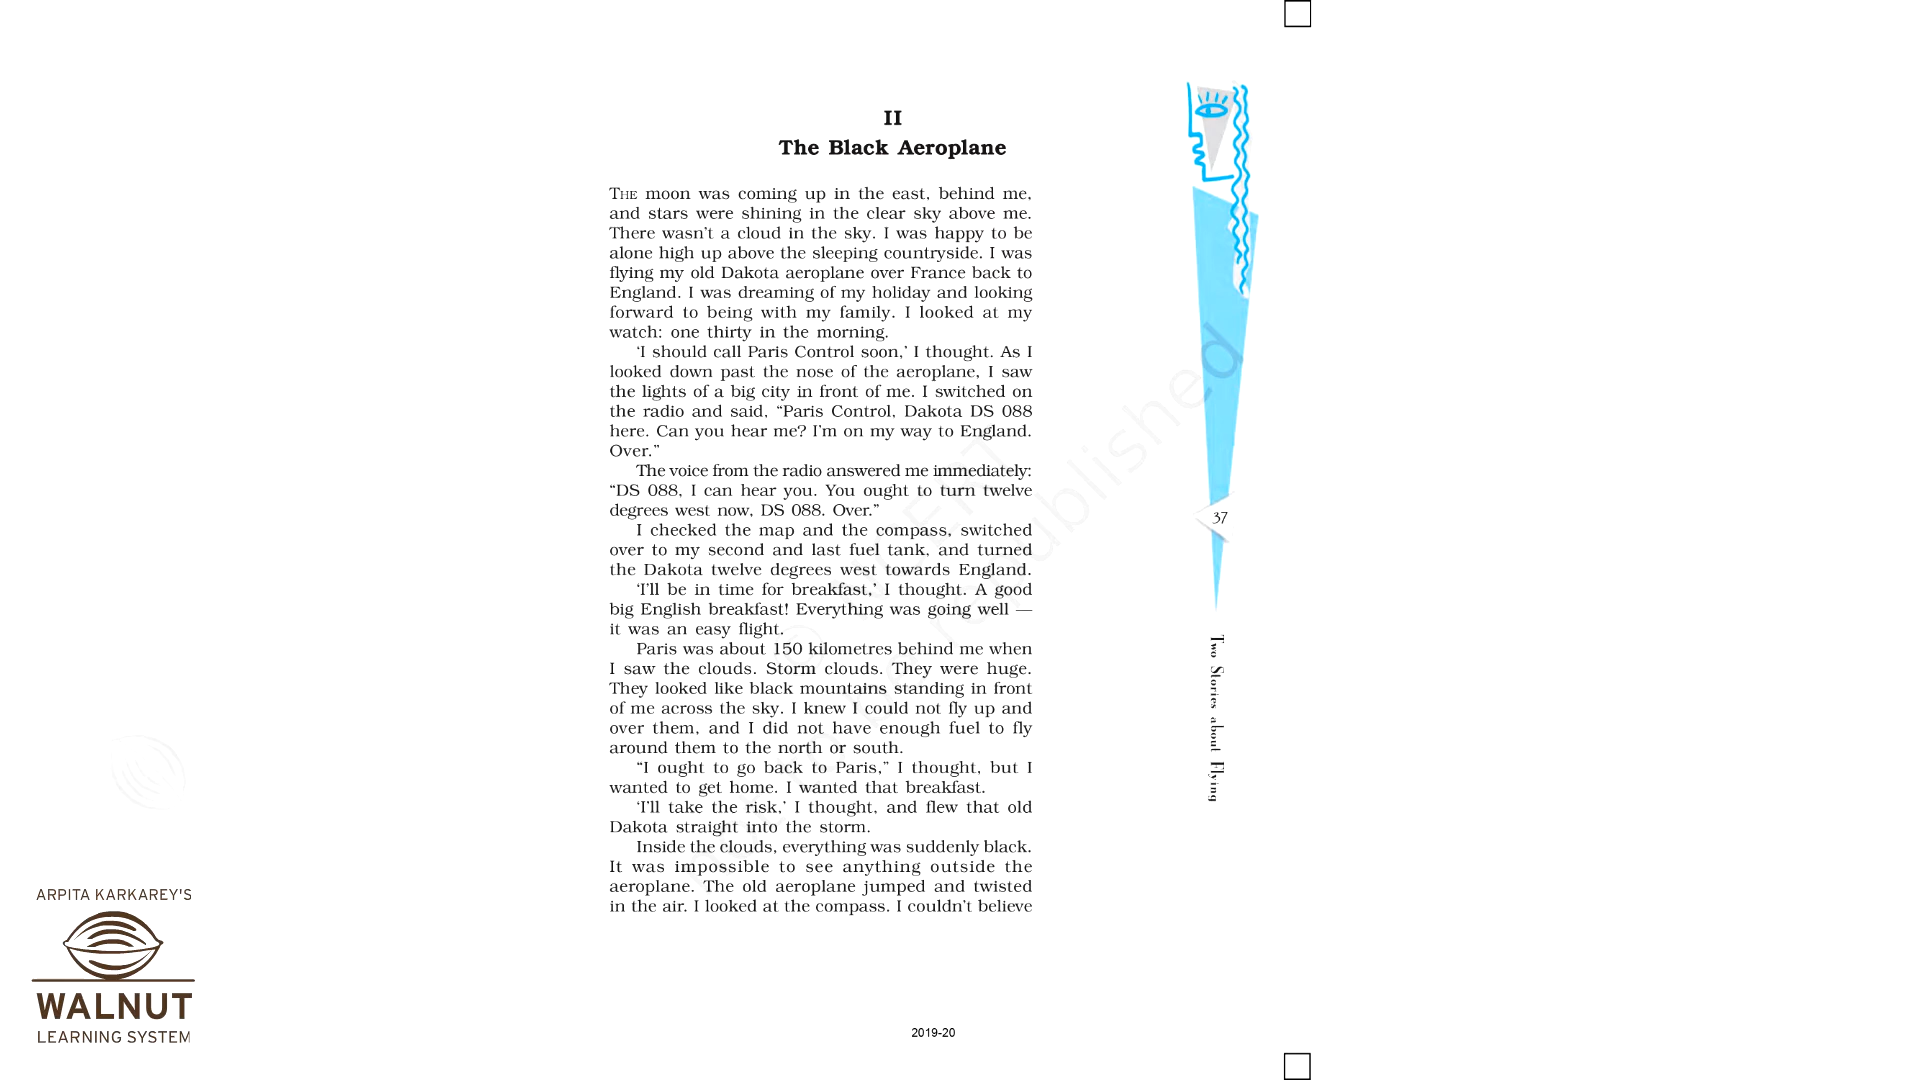 II
The Black Aeroplane
THE moon was coming up in the east, behind me,
and stars were shining in the clear sky above me.
There wasn't a cloud in the sky. I was happy to be
alone high up above the sleeping countryside. I was
flying my old Dakota aeroplane over France back to
England. I was dreaming of my holiday and looking
forward to being with my family. I looked at my
watch: one thirty in the morning.
‘I should call Paris Control soon,’ I thought. As I
looked down past the nose of the aeroplane, I saw
the lights of a big city in front of me. I switched on
the radio and said, “Paris Control, Dakota DS 088
here. Can you hear me? I'm on my way to England.
Over.”
The voice from the radio answered me immediately:
“DS 088, I can hear you. You ought to turn twelve
degrees west now, DS 088. Over.”
I checked the map and the compass, switched
over to my second and last fuel tank, and turned
the Dakota twelve degrees west towards England.
‘I'll be in time for breakfast,’ I thought. A good
big English breakfast! Everything was going well —
it was an easy flight.
Paris was about 150 kilometres behind me when
I saw the clouds. Storm clouds. They were huge.
They looked like black mountains standing in front
of me across the sky. I knew I could not fly up and
over them, and I did not have enough fuel to fly
around them to the north or south.
“I ought to go back to Paris,” I thought, but I
wanted to get home. I wanted that breakfast.
‘I'll take the risk,’ I thought, and flew that old
Dakota straight into the storm.
Inside the clouds, everything was suddenly black.
It was impossible to see anything outside the
aeroplane. The old aeroplane jumped and twisted
in the air. I looked at the compass. I couldn't believe
37
Two Stories about Flying
2019-20
ARPITA KARKAREY'S
WALNUT
LEARNING SYSTEM